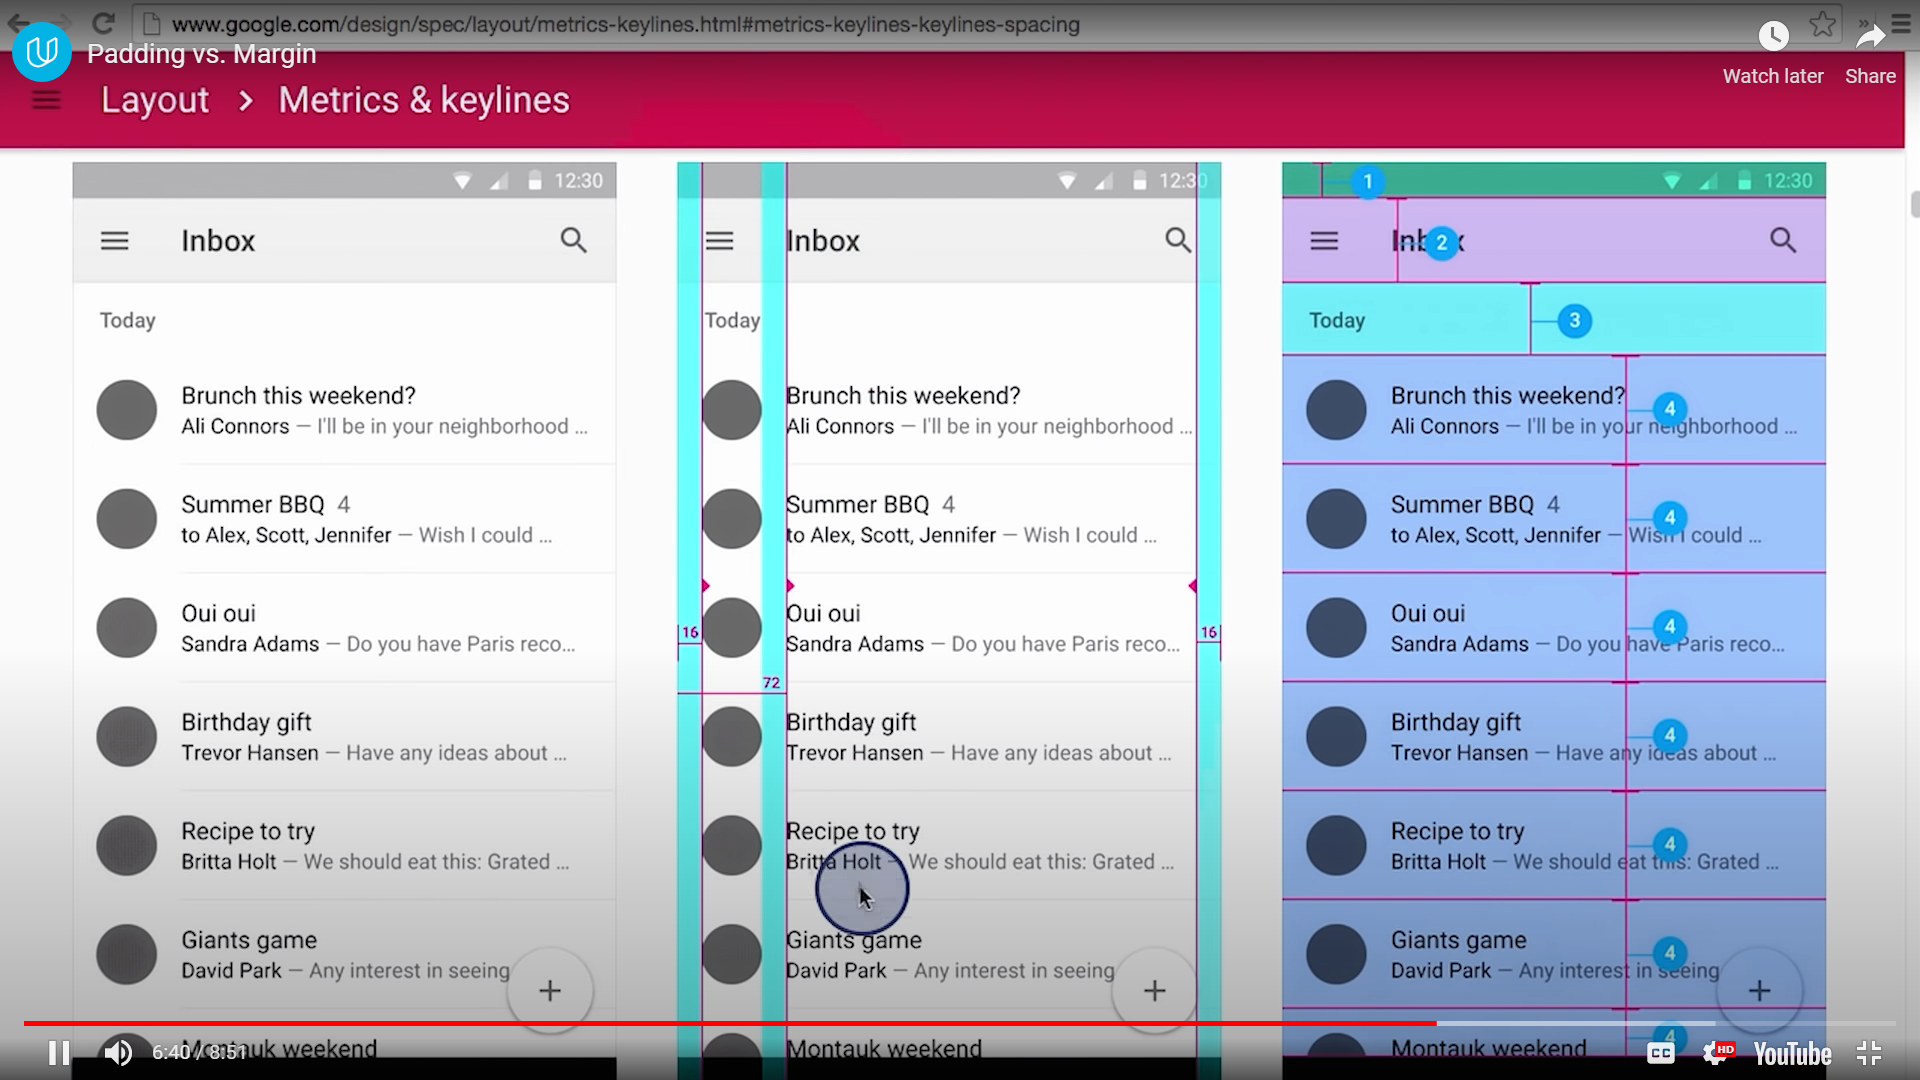 www.google.com/design/spec/layout/metrics-keylines.html#metrics-keylines-keylines-spacing
Padding vs. Margin
Watch later
Share
Layout > Metrics & keylines
12:30
Inbox
Today
Brunch this weekend?
Ali Connors — I'll be in your neighborhood ...
Summer BBQ 4
to Alex, Scott, Jennifer — Wish I could ...
Oui oui
Sandra Adams — Do you have Paris reco...
Birthday gift
Trevor Hansen — Have any ideas about ...
Recipe to try
Britta Holt — We should eat this: Grated ...
Giants game
David Park — Any interest in seeing
+
Montauk weekend
12:30
Inbox
Today
Brunch this weekend?
Ali Connors — I'll be in your neighborhood ...
Summer BBQ 4
to Alex, Scott, Jennifer — Wish I could ...
Oui oui
16
16
Sandra Adams — Do you have Paris reco...
72
Birthday gift
Trevor Hansen — Have any ideas about ...
Recipe to try
Britta Holt — We should eat this: Grated ...
Giants game
David Park — Any interest in seeing
+
Montauk weekend
1
12:30
Inbox
2
Today
3
Brunch this weekend?
4
Ali Connors — I'll be in your neighborhood ...
Summer BBQ 4
4
to Alex, Scott, Jennifer — Wish I could ...
Oui oui
4
Sandra Adams — Do you have Paris reco...
Birthday gift
4
Trevor Hansen — Have any ideas about ...
Recipe to try
4
Britta Holt — We should eat this: Grated ...
Giants game
4
David Park — Any interest in seeing
+
4
Montauk weekend
6:40 / 8:51
CC
HD
YouTube